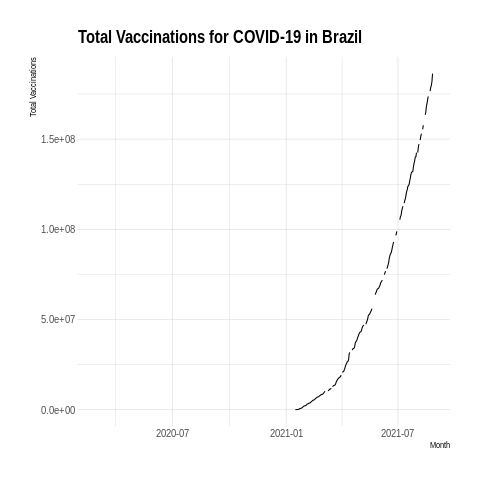 Total Vaccinations for COVID-19 in Brazil
Total Vaccinations
1.5e+08
1.0e+08
5.0e+07
0.0e+00
2020-07 2021-01 2021-07
Month